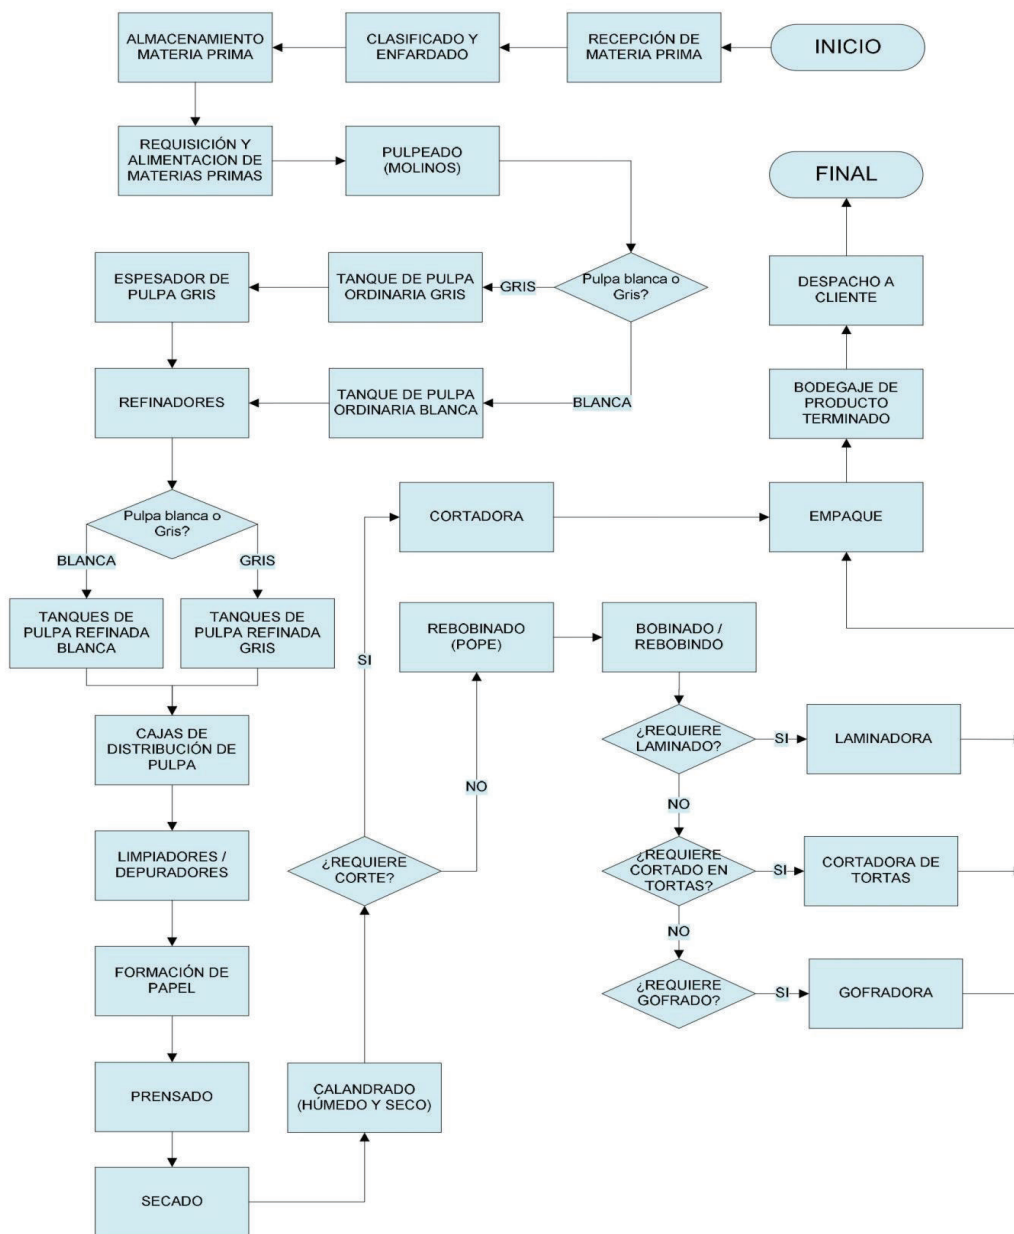 INICIO
RECEPCIÓN DE
MATERIA PRIMA
CLASIFICADO Y
ENFARDADO
ALMACENAMIENTO
MATERIA PRIMA
REQUISICIÓN Y
ALIMENTACION DE
MATERIAS PRIMAS
PULPEADO
(MOLINOS)
Pulpa blanca o
Gris?
GRIS
TANQUE DE PULPA
ORDINARIA GRIS
ESPESADOR DE
PULPA GRIS
BLANCA
TANQUE DE PULPA
ORDINARIA BLANCA
REFINADORES
Pulpa blanca o
Gris?
BLANCA
GRIS
TANQUES DE
PULPA REFINADA
BLANCA
TANQUES DE
PULPA REFINADA
GRIS
CAJAS DE
DISTRIBUCIÓN DE
PULPA
LIMPIADORES /
DEPURADORES
FORMACIÓN DE
PAPEL
PRENSADO
SECADO
CALANDRADO
(HÚMEDO Y SECO)
¿REQUIERE
CORTE?
SI
CORTADORA
NO
REBOBINADO
(POPE)
BOBINADO /
REBOBINDO
¿REQUIERE
LAMINADO?
SI
LAMINADORA
NO
¿REQUIERE
CORTADO EN
TORTAS?
SI
CORTADORA DE
TORTAS
NO
¿REQUIERE
GOFRADO?
SI
GOFRADORA
EMPAQUE
BODEGAJE DE
PRODUCTO
TERMINADO
DESPACHO A
CLIENTE
FINAL